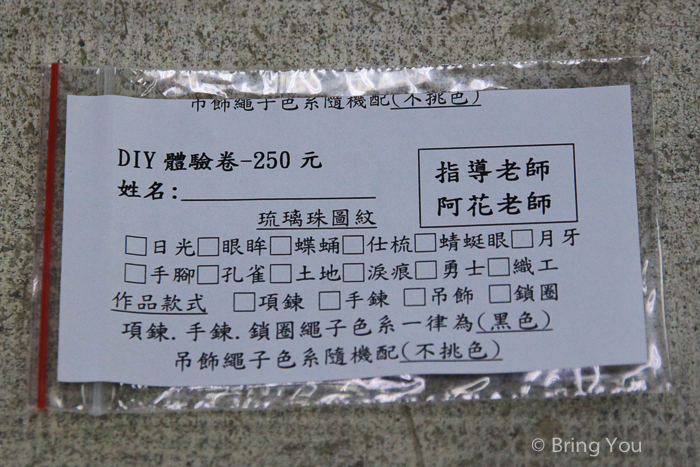 吊飾繩子色系隨機配(不挑色)
DIY 體驗卷-250 元
姓名:
指導老師
阿花老師
琉璃珠圖紋
□日光□眼眸□蝶蛹□仕梳□蜻蜓眼□月牙
□手腳□孔雀□土地□淚痕□勇士□織工
作品款式 □項鍊 □手鍊 □吊飾 □鎖圈
項鍊.手鍊.鎖圈繩子色系一律為(黑色)
吊飾繩子色系隨機配(不挑色)
© Bring You